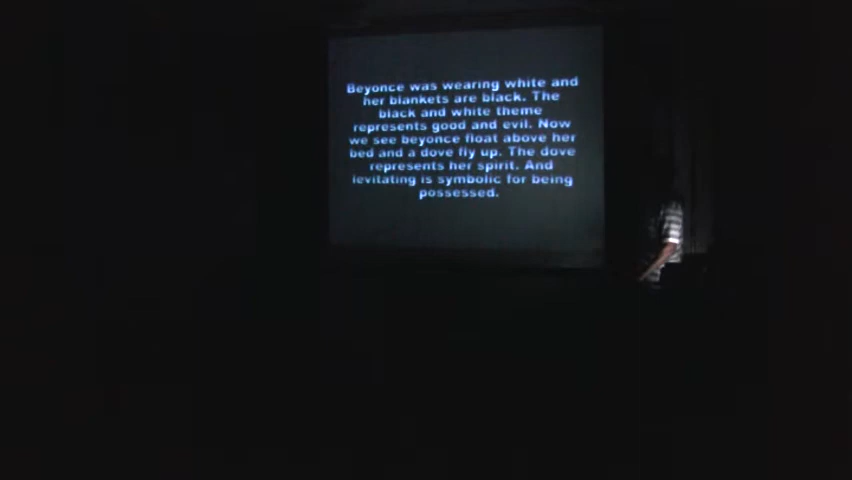 Beyonce was wearing white and
her blankets are black. The
black and white theme
represents good and evil. Now
we see beyonce float above her
bed and a dove fly up. The dove
represents her spirit. And
levitating is symbolic for being
possessed.